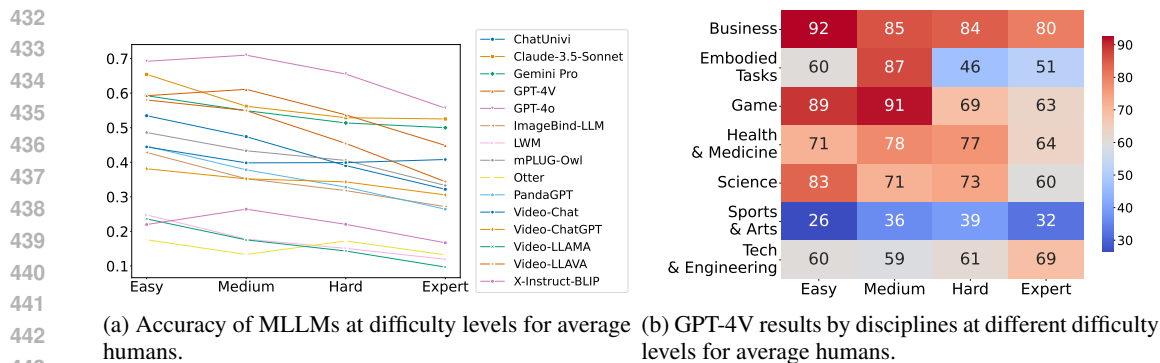 432
433
434
435
436
437
438
439
440
441
442
0.7
0.6
0.5
0.4
0.3
0.2
0.1
Easy Medium Hard Expert
ChatUnivi
Claude-3.5-Sonnet
Gemini Pro
GPT-4V
GPT-4o
ImageBind-LLM
LWM
mPLUG-Owl
Otter
PandaGPT
Video-Chat
Video-ChatGPT
Video-LLAMA
Video-LLAVA
X-Instruct-BLIP
(a) Accuracy of MLLMs at difficulty levels for average
humans.
Business 92 85 84 80
Embodied
Tasks 60 87 46 51
Game 89 91 69 63
Health
& Medicine 71 78 77 64
Science 83 71 73 60
Sports
& Arts 26 36 39 32
Tech
& Engineering 60 59 61 69
Easy Medium Hard Expert
90
80
70
60
50
40
30
(b) GPT-4V results by disciplines at different difficulty
levels for average humans.